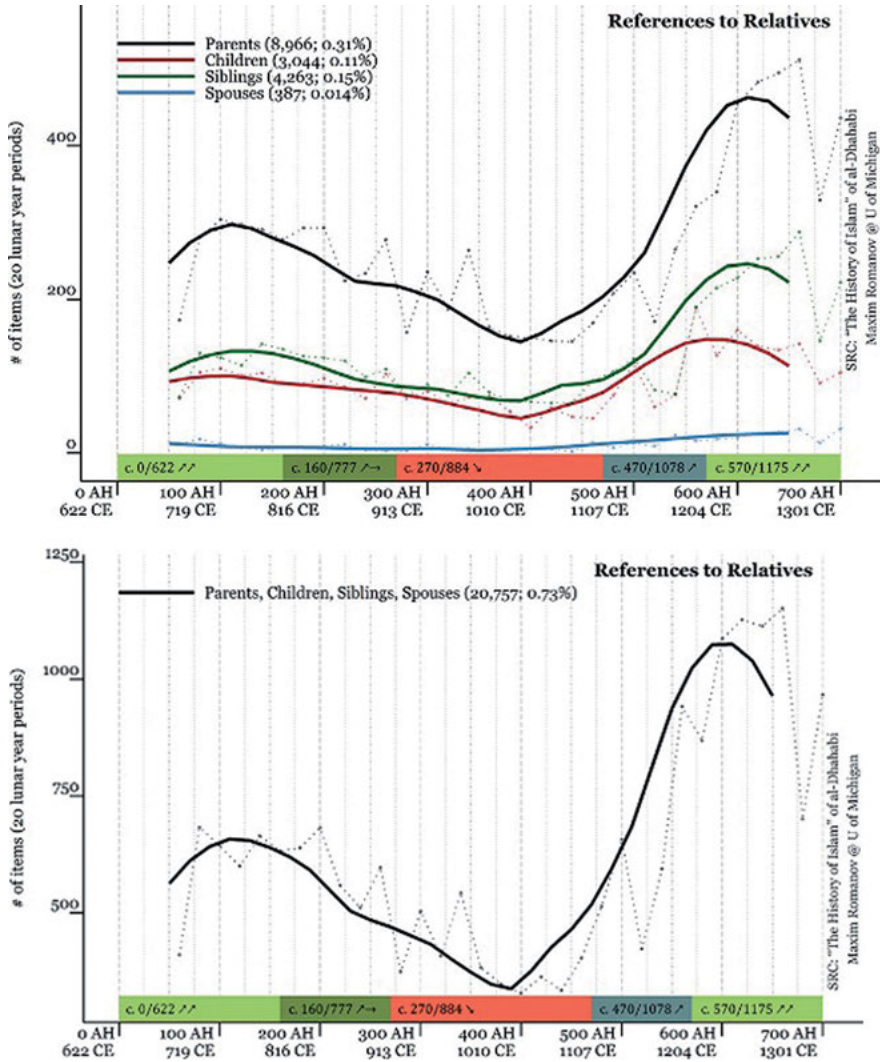 References to Relatives
Parents (8,966; 0.31%)
Children (3,044; 0.11%)
Siblings (4,263; 0.15%)
Spouses (387; 0.014%)
# of items (20 lunar year periods)
400
200
0
SRC: "The History of Islam" of al-Dhahabi
Maxim Romanov @ U of Michigan
c. 0/622 ↗↗ c. 160/777 ↗→ c. 270/884 ↘ c. 470/1078 ↗ c. 570/1175 ↗↗
0 AH 100 AH 200 AH 300 AH 400 AH 500 AH 600 AH 700 AH
622 CE 719 CE 816 CE 913 CE 1010 CE 1107 CE 1204 CE 1301 CE
References to Relatives
Parents, Children, Siblings, Spouses (20,757; 0.73%)
# of items (20 lunar year periods)
1250
1000
750
500
SRC: "The History of Islam" of al-Dhahabi
Maxim Romanov @ U of Michigan
c. 0/622 ↗↗ c. 160/777 ↗→ c. 270/884 ↘ c. 470/1078 ↗ c. 570/1175 ↗↗
0 AH 100 AH 200 AH 300 AH 400 AH 500 AH 600 AH 700 AH
622 CE 719 CE 816 CE 913 CE 1010 CE 1107 CE 1204 CE 1301 CE